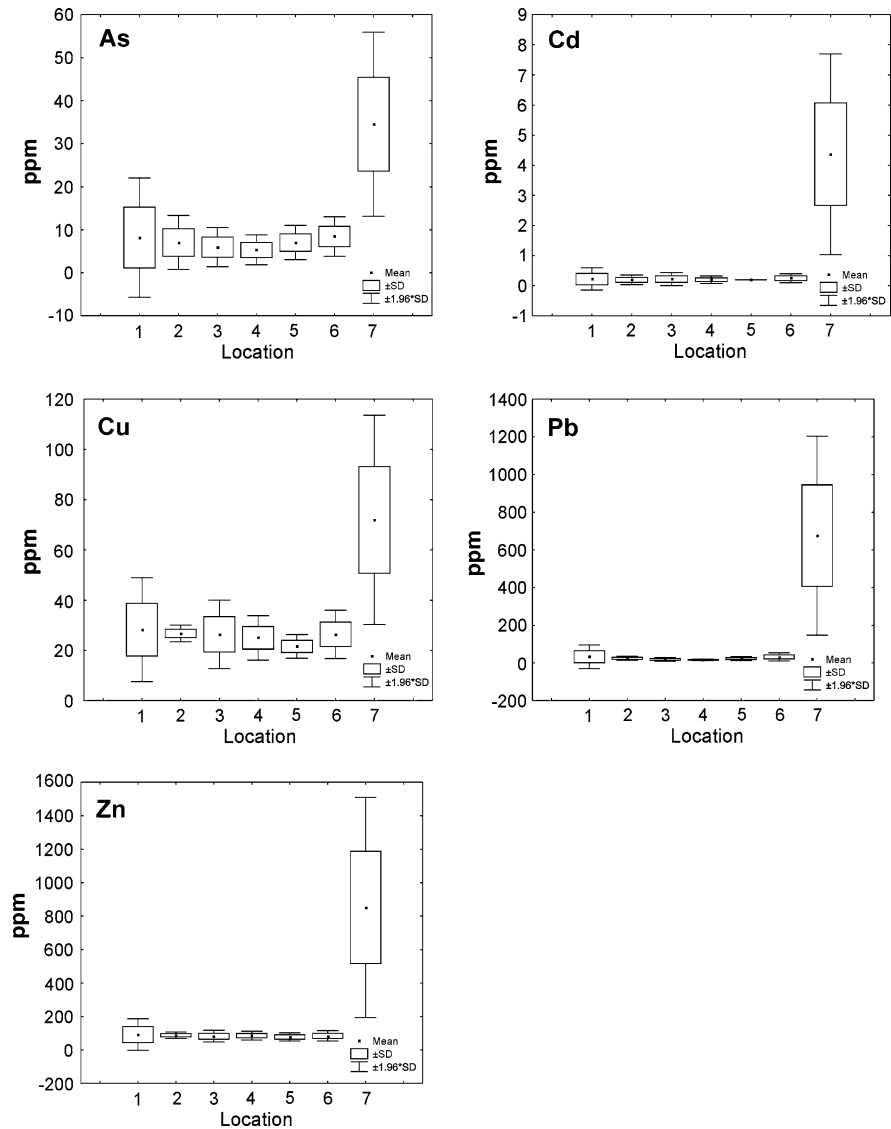 As
ppm
60
50
40
30
20
10
0
-10
1 2 3 4 5 6 7
Location
Mean
±SD
±1.96*SD
Cd
ppm
9
8
7
6
5
4
3
2
1
0
-1
1 2 3 4 5 6 7
Location
Mean
±SD
±1.96*SD
Cu
ppm
120
100
80
60
40
20
0
1 2 3 4 5 6 7
Location
Mean
±SD
±1.96*SD
Pb
ppm
1400
1200
1000
800
600
400
200
0
-200
1 2 3 4 5 6 7
Location
Mean
±SD
±1.96*SD
Zn
ppm
1600
1400
1200
1000
800
600
400
200
0
-200
1 2 3 4 5 6 7
Location
Mean
±SD
±1.96*SD